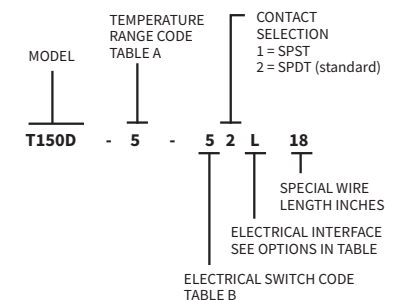 TEMPERATURE
RANGE CODE
TABLE A
CONTACT
SELECTION
1 = SPST
2 = SPDT (standard)
MODEL
T150D - 5 - 5 2 L 18
SPECIAL WIRE
LENGTH INCHES
ELECTRICAL INTERFACE
SEE OPTIONS IN TABLE
ELECTRICAL SWITCH CODE
TABLE B